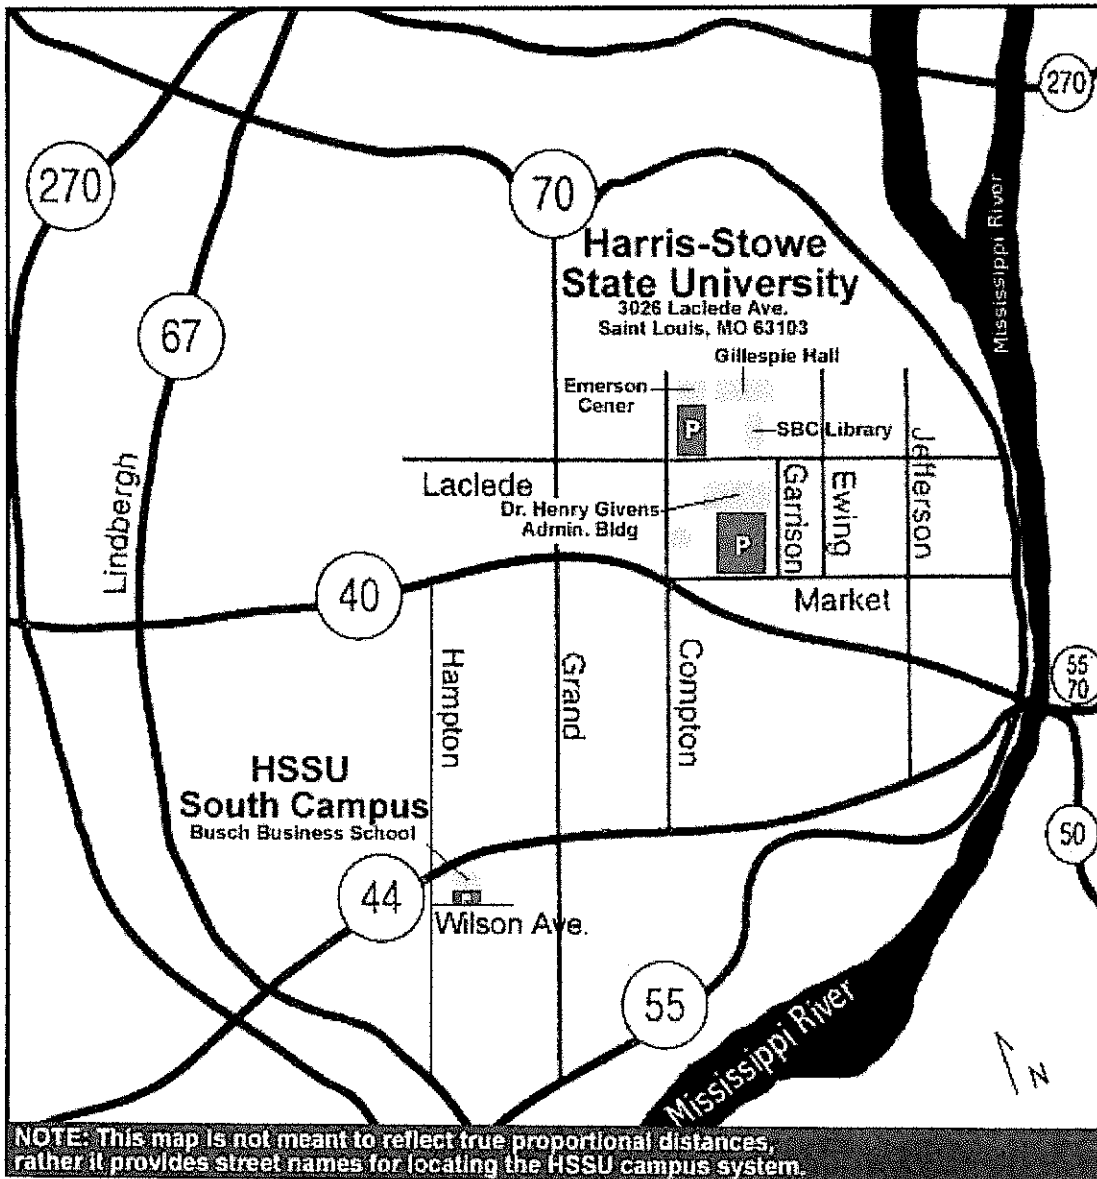 270
270
70
Mississippi River
Harris-Stowe
State University
3026 Laclede Ave.
Saint Louis, MO 63103
67
Gillespie Hall
Emerson
Cener
P
SBC Library
Jefferson
Lindbergh
Laclede
Garrison
Ewing
Dr. Henry Givens
Admin. Bldg
P
40
Market
Hampton
Grand
Compton
55
70
HSSU
South Campus
Busch Business School
50
44
Wilson Ave.
55
Mississippi River
N
NOTE: This map is not meant to reflect true proportional distances,
rather it provides street names for locating the HSSU campus system.